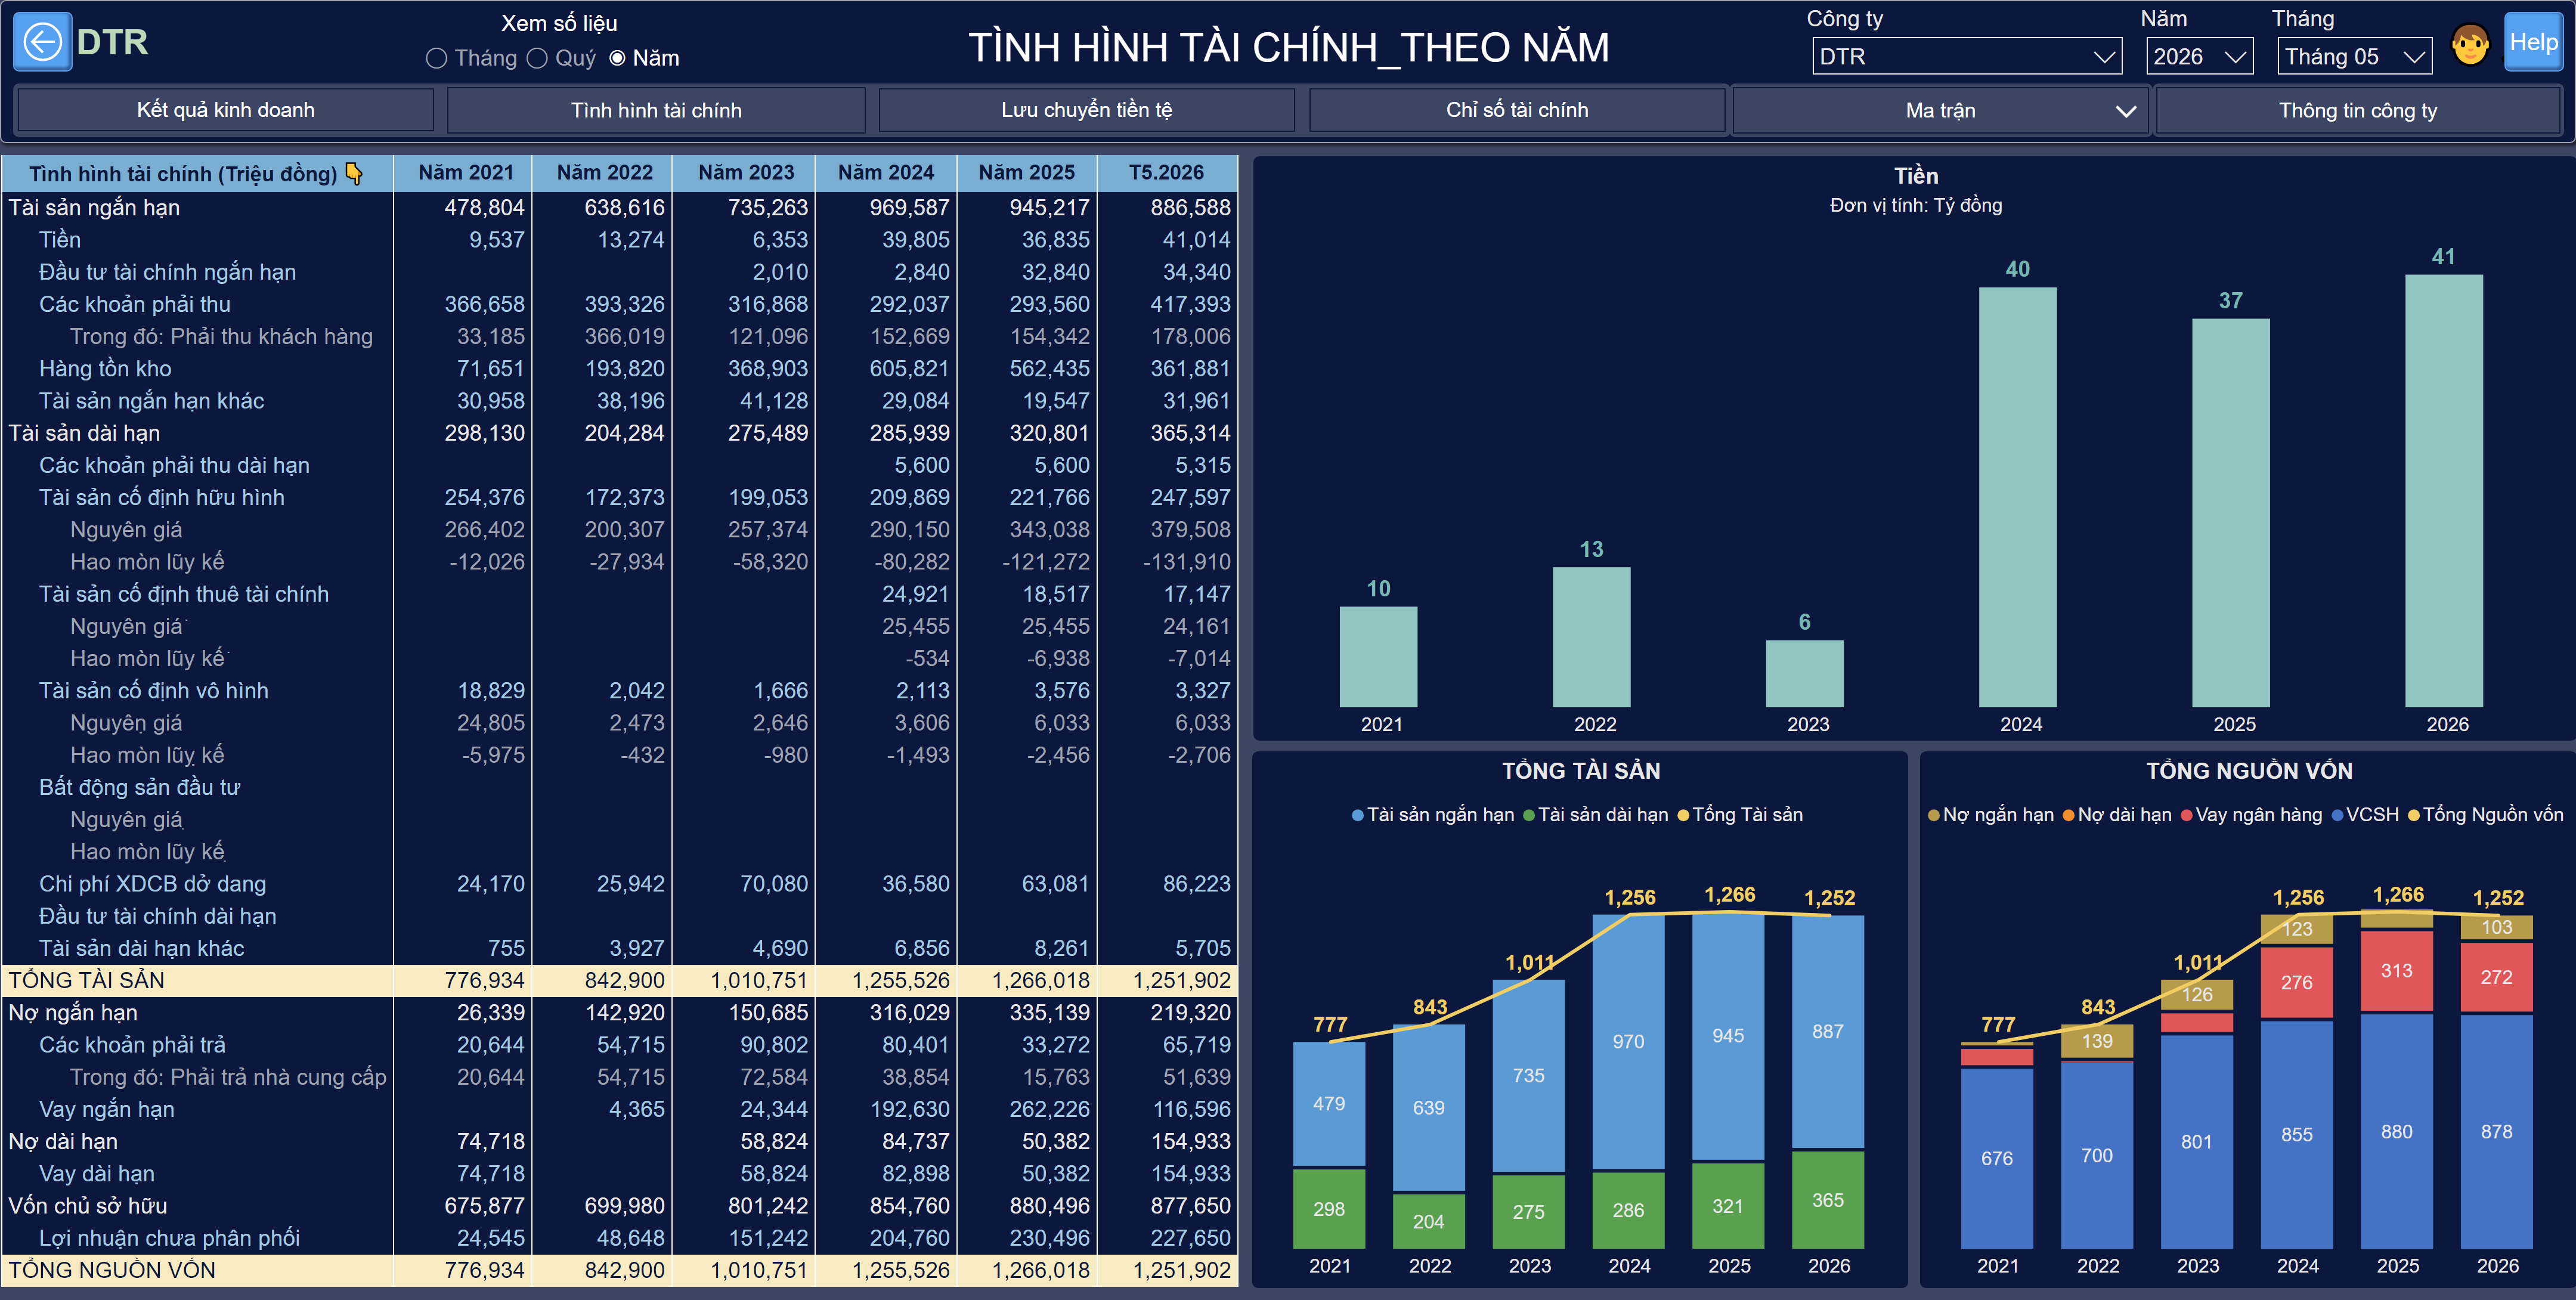 DTR
Xem số liệu
Tháng Quý Năm
TÌNH HÌNH TÀI CHÍNH_THEO NĂM
Công ty
DTR
Năm
2026
Tháng
Tháng 05
Help
Kết quả kinh doanh
Tình hình tài chính
Lưu chuyển tiền tệ
Chỉ số tài chính
Ma trận
Thông tin công ty
Tình hình tài chính (Triệu đồng) Năm 2021 Năm 2022 Năm 2023 Năm 2024 Năm 2025 T5.2026
Tài sản ngắn hạn 478,804 638,616 735,263 969,587 945,217 886,588
Tiền 9,537 13,274 6,353 39,805 36,835 41,014
Đầu tư tài chính ngắn hạn 2,010 2,840 32,840 34,340
Các khoản phải thu 366,658 393,326 316,868 292,037 293,560 417,393
Trong đó: Phải thu khách hàng 33,185 366,019 121,096 152,669 154,342 178,006
Hàng tồn kho 71,651 193,820 368,903 605,821 562,435 361,881
Tài sản ngắn hạn khác 30,958 38,196 41,128 29,084 19,547 31,961
Tài sản dài hạn 298,130 204,284 275,489 285,939 320,801 365,314
Các khoản phải thu dài hạn 5,600 5,600 5,315
Tài sản cố định hữu hình 254,376 172,373 199,053 209,869 221,766 247,597
Nguyên giá 266,402 200,307 257,374 290,150 343,038 379,508
Hao mòn lũy kế -12,026 -27,934 -58,320 -80,282 -121,272 -131,910
Tài sản cố định thuê tài chính 24,921 18,517 17,147
Nguyên giá 25,455 25,455 24,161
Hao mòn lũy kế -534 -6,938 -7,014
Tài sản cố định vô hình 18,829 2,042 1,666 2,113 3,576 3,327
Nguyên giá 24,805 2,473 2,646 3,606 6,033 6,033
Hao mòn lũy kế -5,975 -432 -980 -1,493 -2,456 -2,706
Bất động sản đầu tư
Nguyên giá
Hao mòn lũy kế
Chi phí XDCB dở dang 24,170 25,942 70,080 36,580 63,081 86,223
Đầu tư tài chính dài hạn
Tài sản dài hạn khác 755 3,927 4,690 6,856 8,261 5,705
TỔNG TÀI SẢN 776,934 842,900 1,010,751 1,255,526 1,266,018 1,251,902
Nợ ngắn hạn 26,339 142,920 150,685 316,029 335,139 219,320
Các khoản phải trả 20,644 54,715 90,802 80,401 33,272 65,719
Trong đó: Phải trả nhà cung cấp 20,644 54,715 72,584 38,854 15,763 51,639
Vay ngắn hạn 4,365 24,344 192,630 262,226 116,596
Nợ dài hạn 74,718 58,824 84,737 50,382 154,933
Vay dài hạn 74,718 58,824 82,898 50,382 154,933
Vốn chủ sở hữu 675,877 699,980 801,242 854,760 880,496 877,650
Lợi nhuận chưa phân phối 24,545 48,648 151,242 204,760 230,496 227,650
TỔNG NGUỒN VỐN 776,934 842,900 1,010,751 1,255,526 1,266,018 1,251,902
Tiền
Đơn vị tính: Tỷ đồng
10 13 6 40 37 41
2021 2022 2023 2024 2025 2026
TỔNG TÀI SẢN
Tài sản ngắn hạn Tài sản dài hạn Tổng Tài sản
777 843 1,011 1,256 1,266 1,252
479 639 735 970 945 887
298 204 275 286 321 365
2021 2022 2023 2024 2025 2026
TỔNG NGUỒN VỐN
Nợ ngắn hạn Nợ dài hạn Vay ngân hàng VCSH Tổng Nguồn vốn
777 843 1,011 1,256 1,266 1,252
139 126 123 103
276 313 272
676 700 801 855 880 878
2021 2022 2023 2024 2025 2026